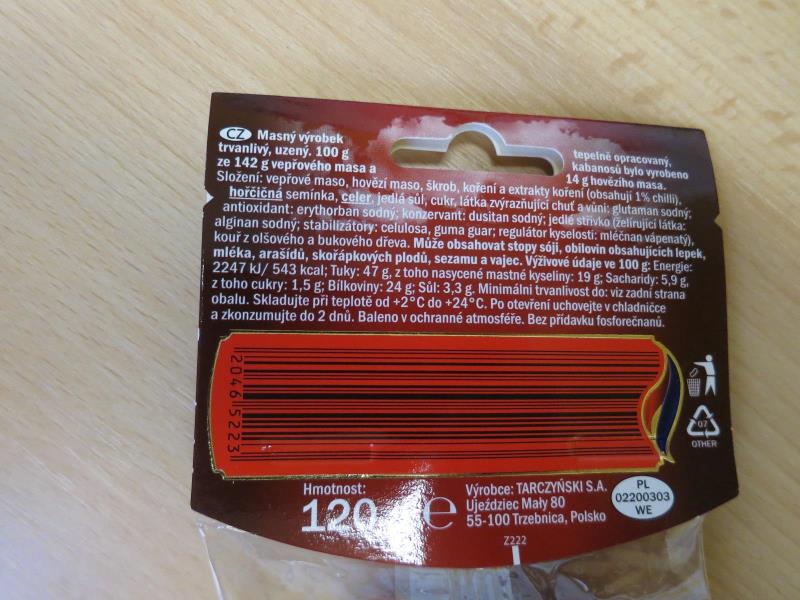 CZ Masný výrobek tepelně opracovaný,
trvanlivý, uzený. 100 g kabanosů bylo vyrobeno
ze 142 g vepřového masa a 14 g hovězího masa.
Složení: vepřové maso, hovězí maso, škrob, koření a extrakty koření (obsahují 1% chilli),
hořčičná semínka, celer, jedlá sůl, cukr, látka zvýrazňující chuť a vůni: glutaman sodný;
antioxidant: erythorban sodný; konzervant: dusitan sodný; jedlé střívko (želírující látka:
alginan sodný; stabilizátory: celulosa, guma guar; regulátor kyselosti: mléčnan vápenatý),
kouř z olšového a bukového dřeva. Může obsahovat stopy sóji, obilovin obsahujících lepek,
mléka, arašídů, skořápkových plodů, sezamu a vajec. Výživové údaje ve 100 g: Energie:
2247 kJ/ 543 kcal; Tuky: 47 g, z toho nasycené mastné kyseliny: 19 g; Sacharidy: 5,9 g,
z toho cukry: 1,5 g; Bílkoviny: 24 g; Sůl: 3,3 g. Minimální trvanlivost do: viz zadní strana
obalu. Skladujte při teplotě od +2°C do +24°C. Po otevření uchovejte v chladničce
a zkonzumujte do 2 dnů. Baleno v ochranné atmosféře. Bez přídavku fosforečnanů.
20465223
07
OTHER
Hmotnost:
120 g e
Výrobce: TARCZYŃSKI S.A.
Ujeździec Mały 80
55-100 Trzebnica, Polsko
PL
02200303
WE
Z222